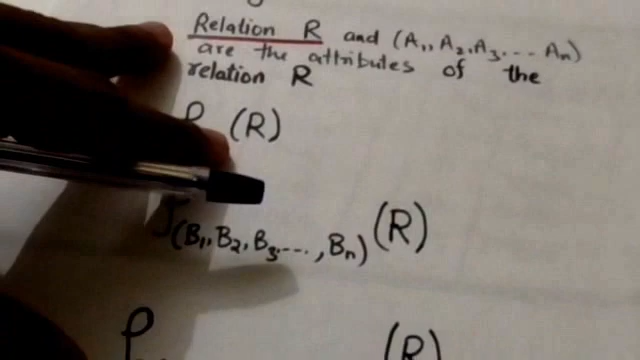 Relation R and (A1, A2, A3, ... An)
are the attributes of the
relation R
ρ (R)
(B1, B2, B3, ...., Bn) (R)
ρ (R)